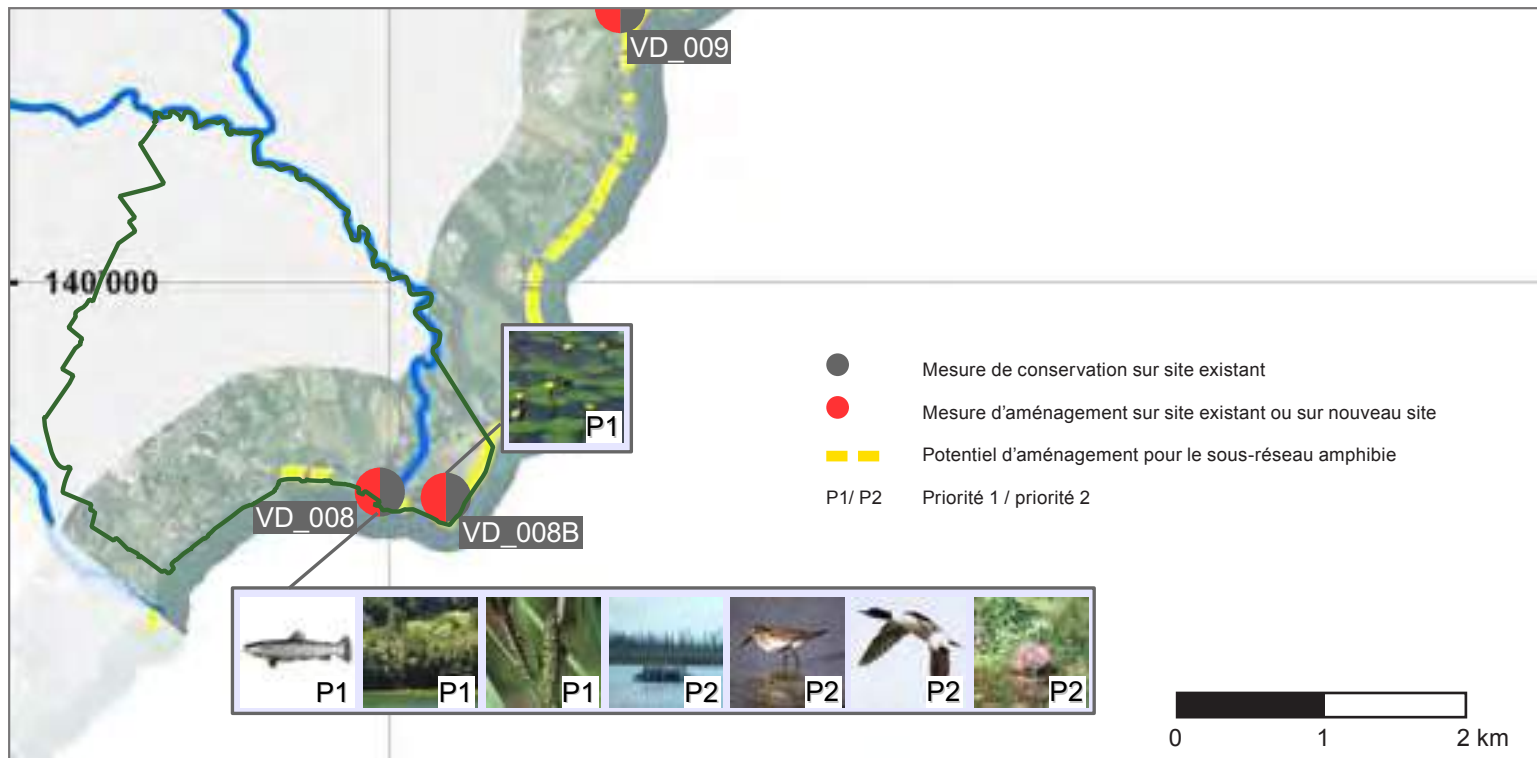 VD_009
140'000
P1
Mesure de conservation sur site existant
Mesure d'aménagement sur site existant ou sur nouveau site
Potentiel d'aménagement pour le sous-réseau amphibie
P1/ P2 Priorité 1 / priorité 2
VD_008
VD_008B
P1 P1 P1 P2 P2 P2 P2
0 1 2 km